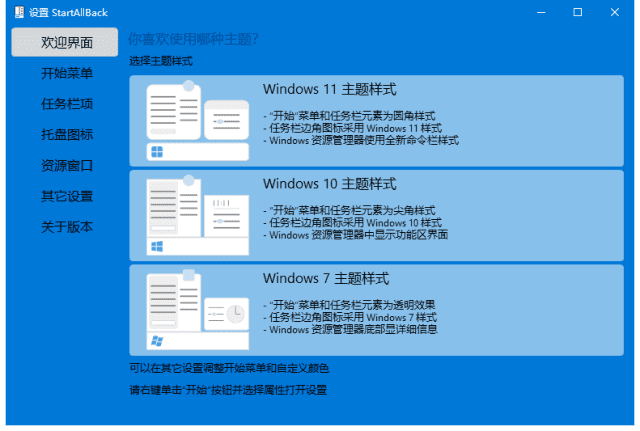 设置 StartAllBack
欢迎界面
开始菜单
任务栏项
托盘图标
资源窗口
其它设置
关于版本
你喜欢使用哪种主题？
选择主题样式
Windows 11 主题样式
- "开始"菜单和任务栏元素为圆角样式
- 任务栏边角图标采用 Windows 11 样式
- Windows 资源管理器使用全新命令栏样式
Windows 10 主题样式
- "开始"菜单和任务栏元素为尖角样式
- 任务栏边角图标采用 Windows 10 样式
- Windows 资源管理器中显示功能区界面
Windows 7 主题样式
- "开始"菜单和任务栏元素为透明效果
- 任务栏边角图标采用 Windows 7 样式
- Windows 资源管理器底部显详细信息
可以在其它设置调整开始菜单和自定义颜色
请右键单击"开始"按钮并选择属性打开设置